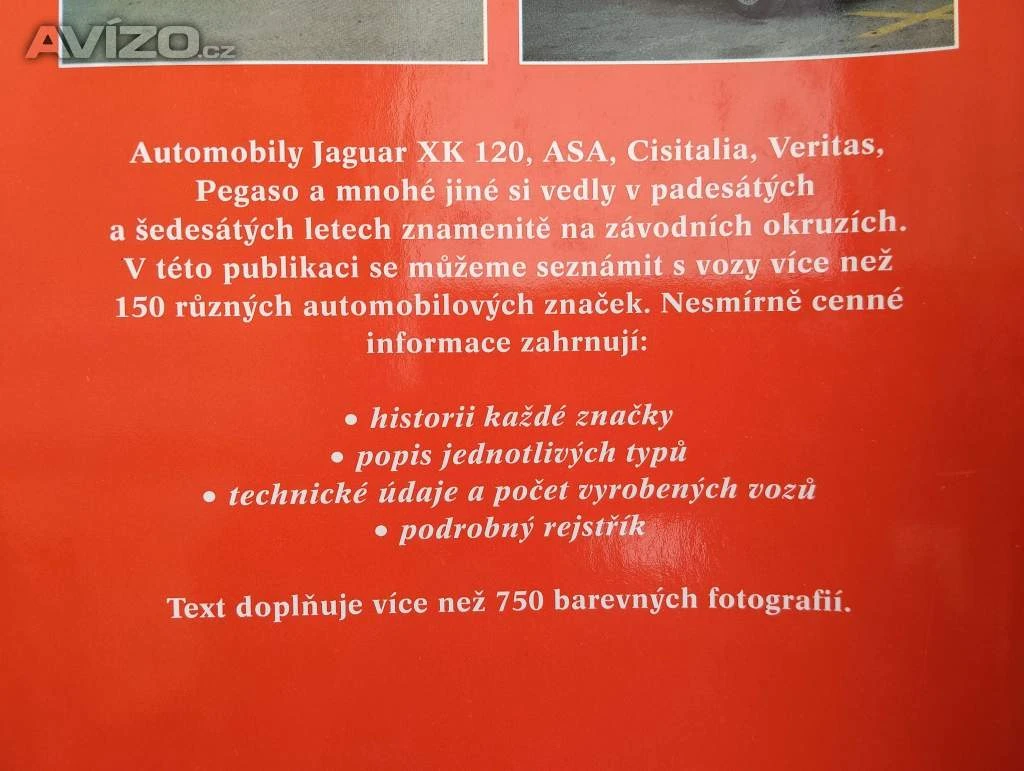 AVÍZO.cz
Automobily Jaguar XK 120, ASA, Cisitalia, Veritas,
Pegaso a mnohé jiné si vedly v padesátých
a šedesátých letech znamenitě na závodních okruzích.
V této publikaci se můžeme seznámit s vozy více než
150 různých automobilových značek. Nesmírně cenné
informace zahrnují:
• historii každé značky
• popis jednotlivých typů
• technické údaje a počet vyrobených vozů
• podrobný rejstřík
Text doplňuje více než 750 barevných fotografií.